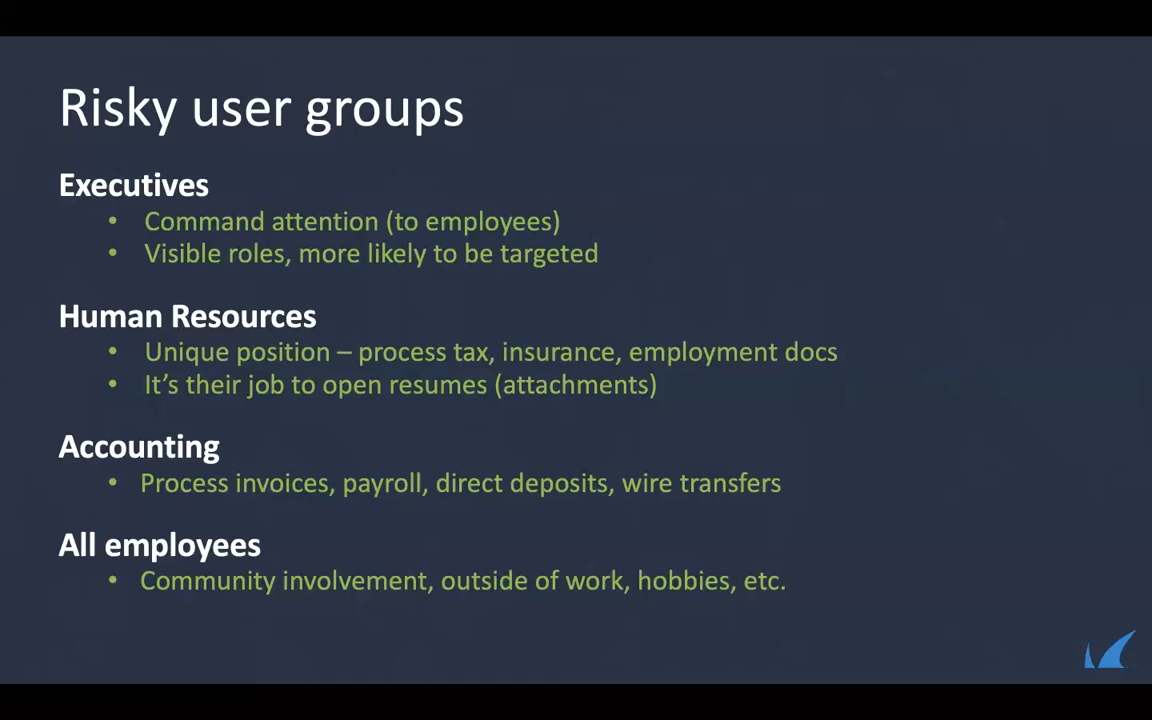 Risky user groups
Executives
• Command attention (to employees)
• Visible roles, more likely to be targeted
Human Resources
• Unique position – process tax, insurance, employment docs
• It’s their job to open resumes (attachments)
Accounting
• Process invoices, payroll, direct deposits, wire transfers
All employees
• Community involvement, outside of work, hobbies, etc.